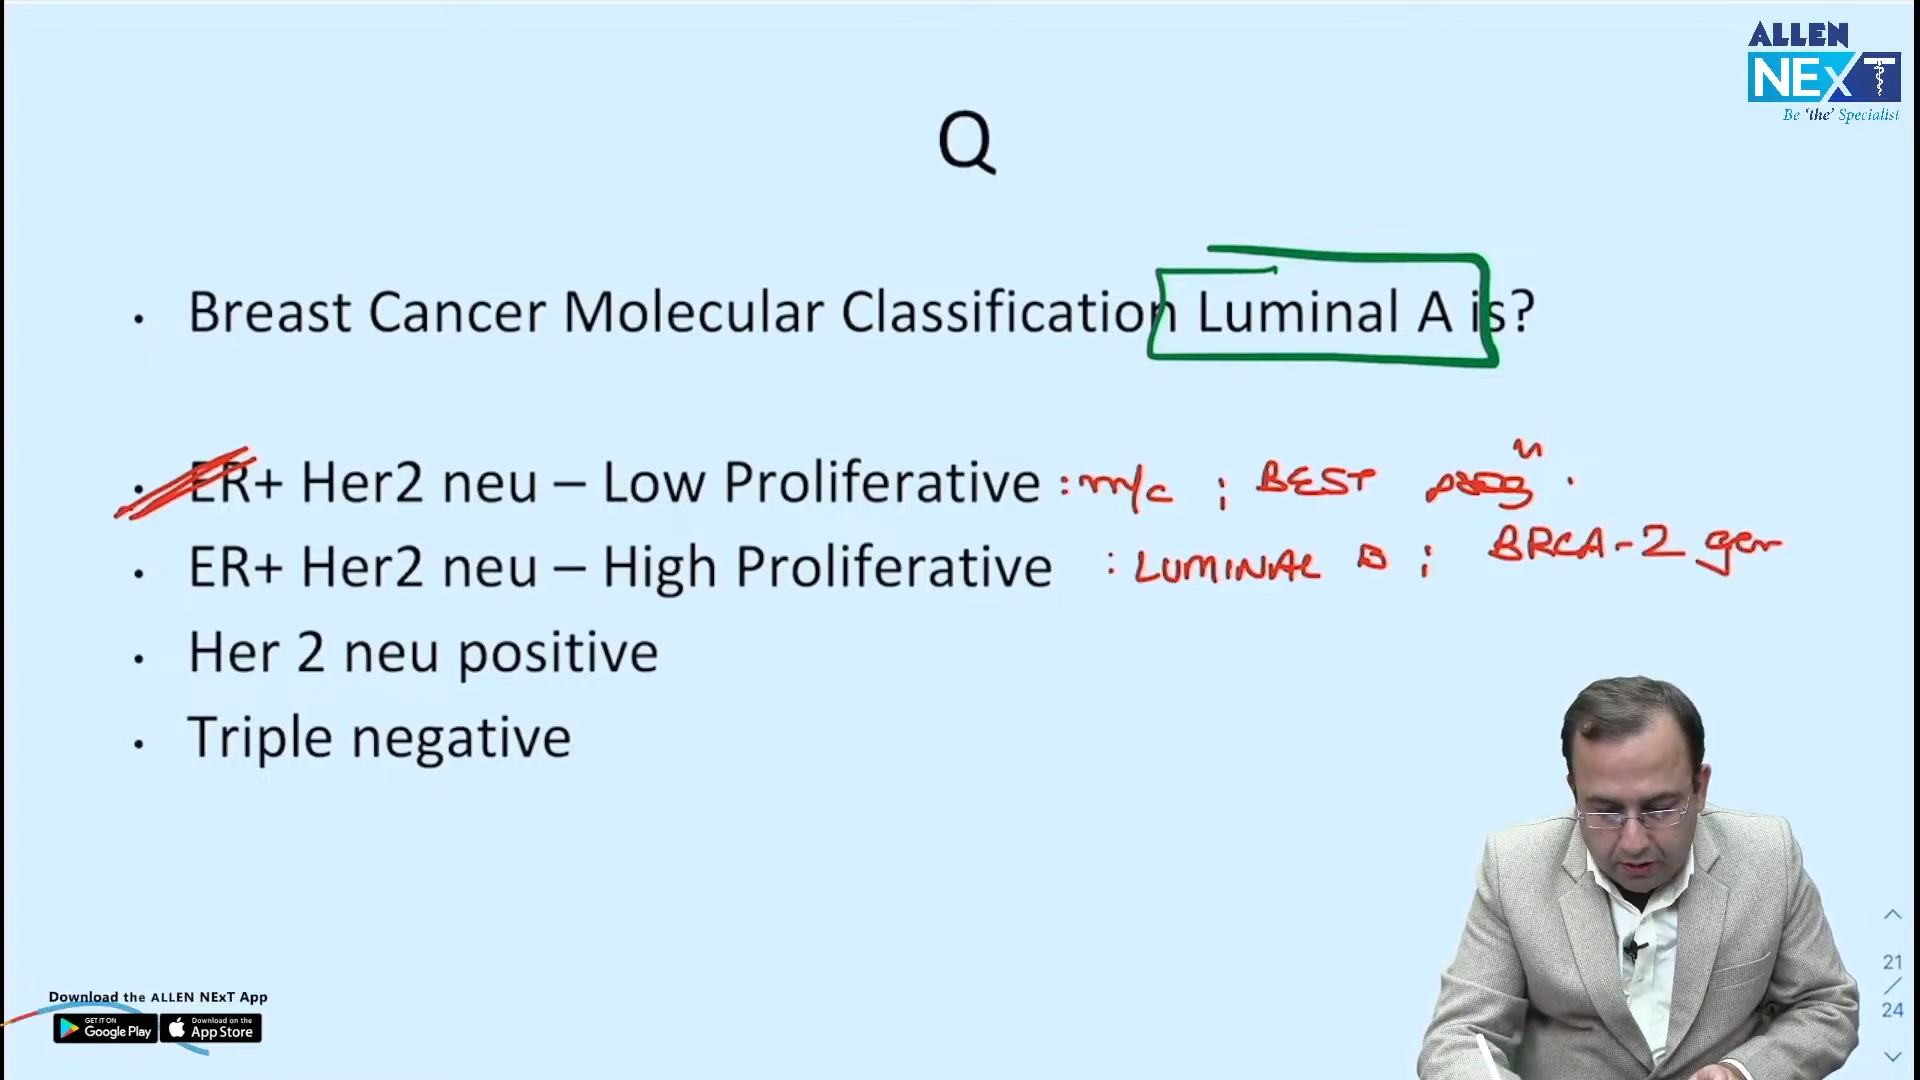 ALLEN
NExT
Be 'the' Specialist
Q
• Breast Cancer Molecular Classification Luminal A is?
• ER+ Her2 neu – Low Proliferative : m/c ; BEST progn .
• ER+ Her2 neu – High Proliferative : LUMINAL B ; BRCA-2 gen
• Her 2 neu positive
• Triple negative
21
/
24
Download the ALLEN NExT App
GET IT ON
Google Play
Download on the
App Store